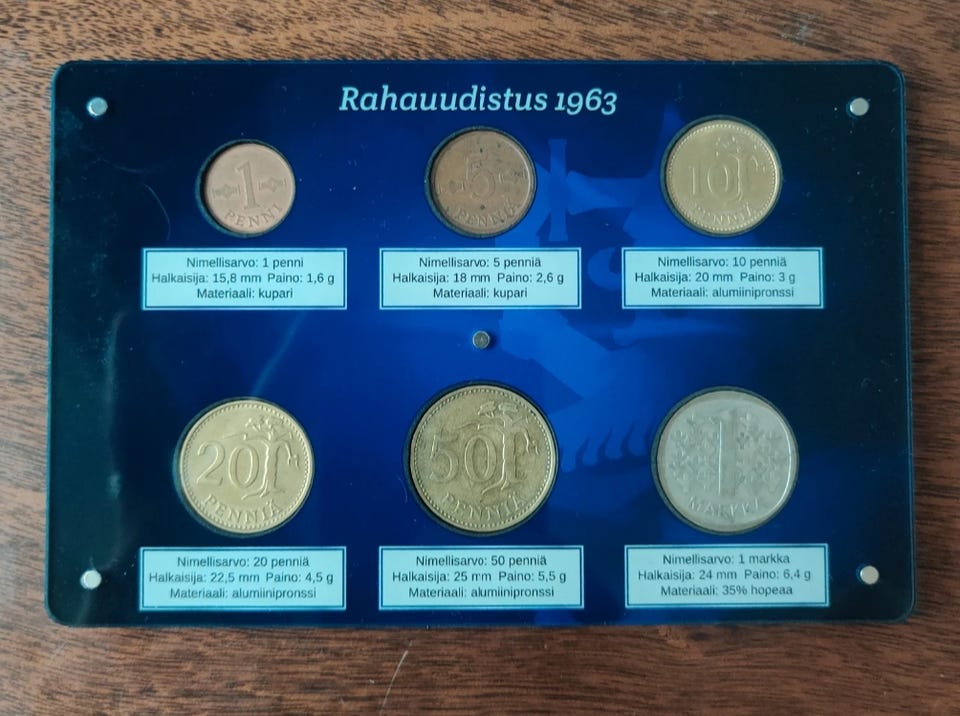 Rahauudistus 1963
1
PENNI
5
PENNIÄ
10
PENNIÄ
Nimellisarvo: 1 penni
Halkaisija: 15,8 mm Paino: 1,6 g
Materiaali: kupari
Nimellisarvo: 5 penniä
Halkaisija: 18 mm Paino: 2,6 g
Materiaali: kupari
Nimellisarvo: 10 penniä
Halkaisija: 20 mm Paino: 3 g
Materiaali: alumiinipronssi
20
PENNIÄ
50
PENNIÄ
1
MARKKA
Nimellisarvo: 20 penniä
Halkaisija: 22,5 mm Paino: 4,5 g
Materiaali: alumiinipronssi
Nimellisarvo: 50 penniä
Halkaisija: 25 mm Paino: 5,5 g
Materiaali: alumiinipronssi
Nimellisarvo: 1 markka
Halkaisija: 24 mm Paino: 6,4 g
Materiaali: 35% hopeaa